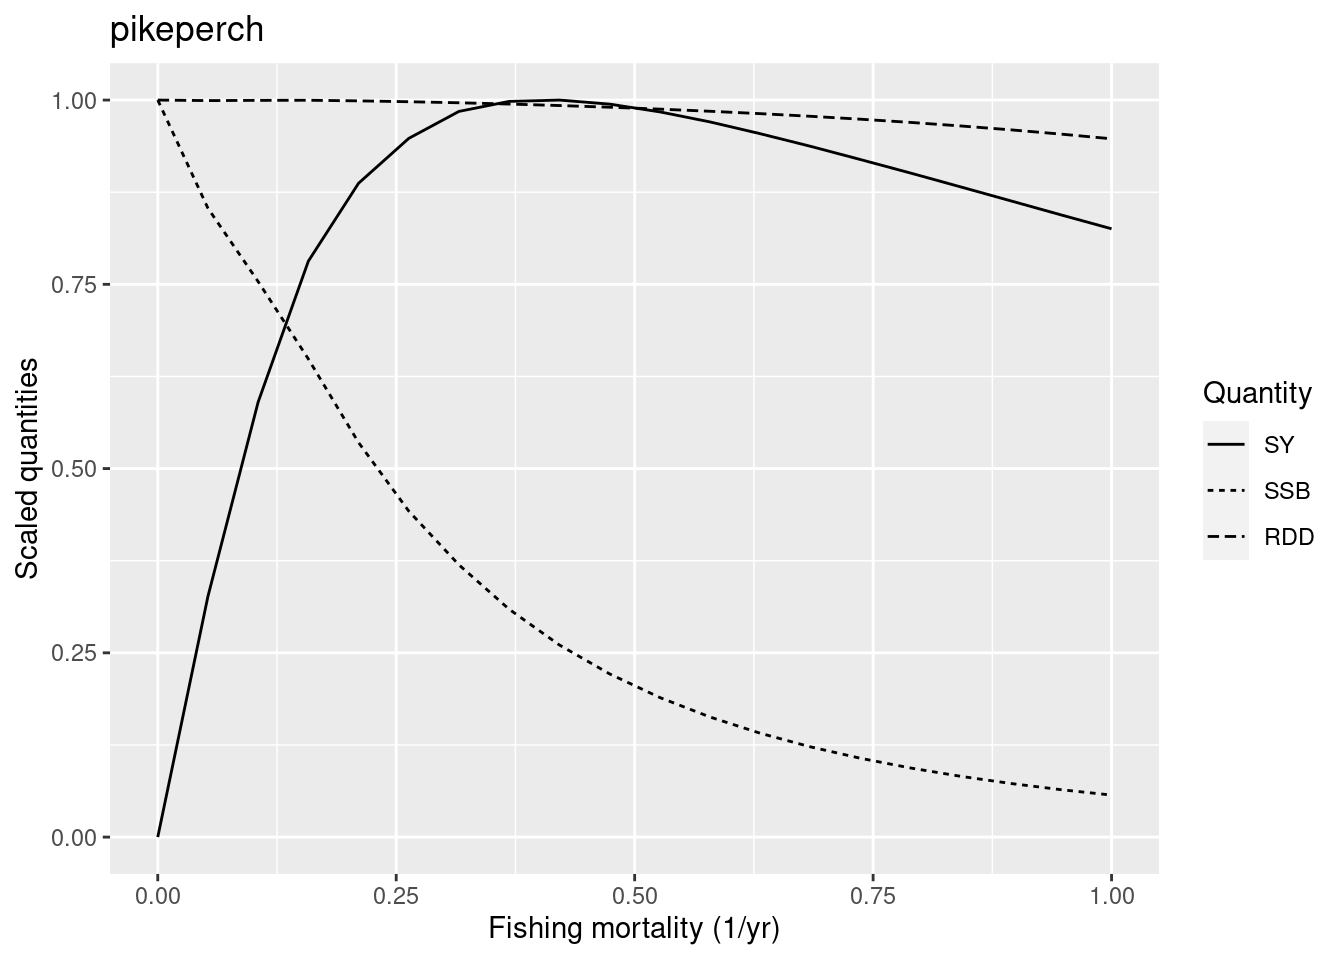 pikeperch
Scaled quantities
1.00
0.75
0.50
0.25
0.00
0.00 0.25 0.50 0.75 1.00
Fishing mortality (1/yr)
Quantity
SY
SSB
RDD